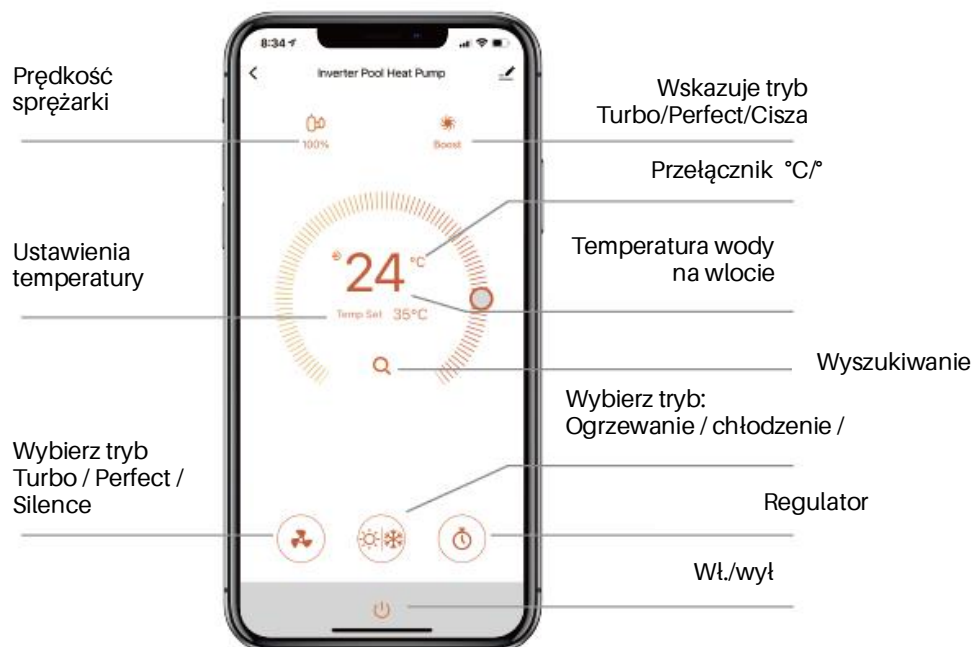 8:34
Inverter Pool Heat Pump
Prędkość
sprężarki
Wskazuje tryb
Turbo/Perfect/Cisza
100%
Boost
Przełącznik °C/°
Ustawienia
temperatury
24 °C
Temperatura wody
na wlocie
Temp Set 35°C
Wyszukiwanie
Wybierz tryb:
Ogrzewanie / chłodzenie /
Wybierz tryb
Turbo / Perfect /
Silence
Regulator
Wł./wył